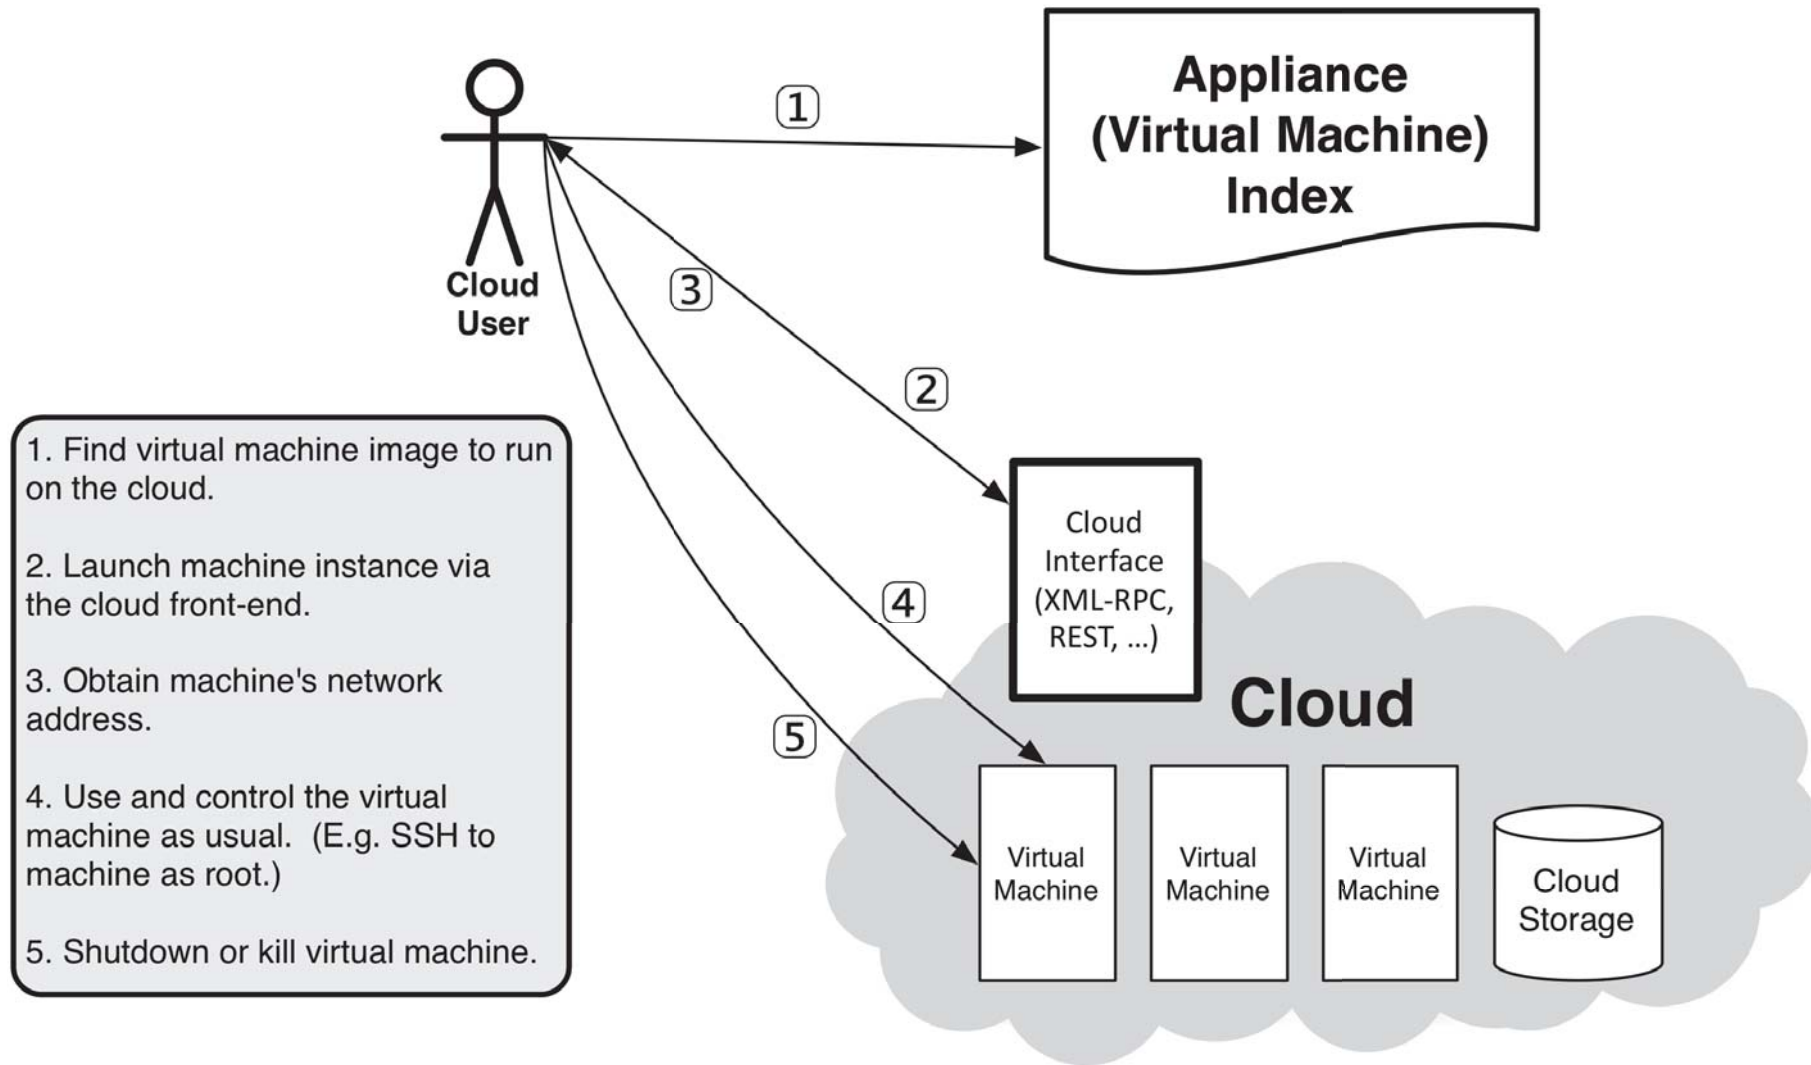 Appliance
(Virtual Machine)
Index
1
Cloud
User
3
2
1. Find virtual machine image to run
on the cloud.
2. Launch machine instance via
the cloud front-end.
3. Obtain machine's network
address.
4. Use and control the virtual
machine as usual. (E.g. SSH to
machine as root.)
5. Shutdown or kill virtual machine.
Cloud
Interface
(XML-RPC,
REST, ...)
4
5
Cloud
Virtual
Machine
Virtual
Machine
Virtual
Machine
Cloud
Storage